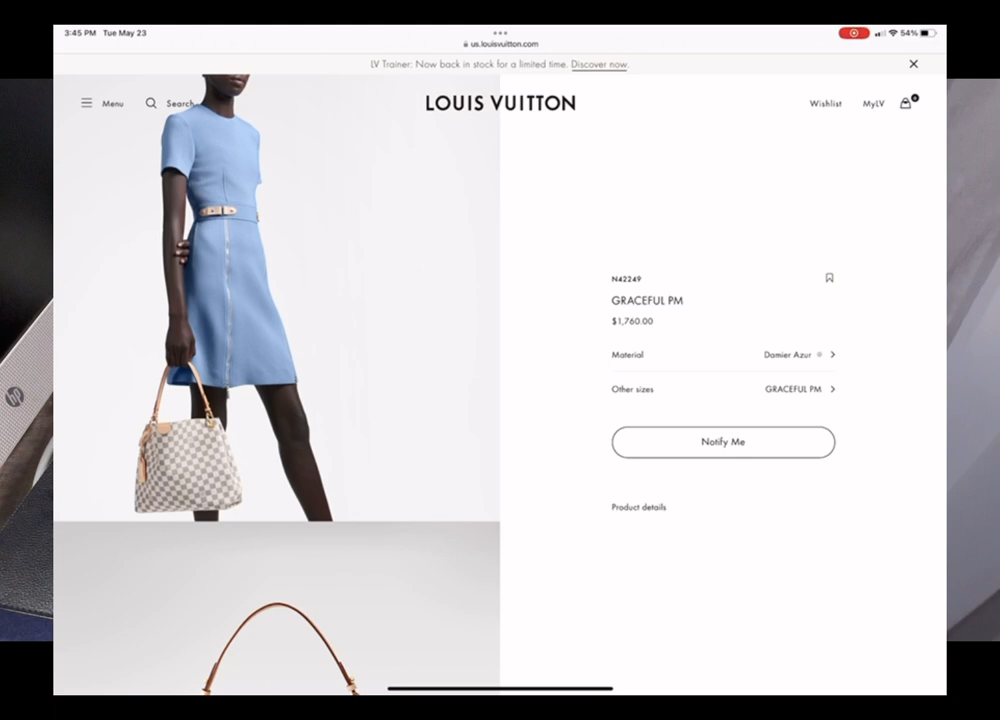 3:45 PM Tue May 23
54%
us.louisvuitton.com
LV Trainer: Now back in stock for a limited time. Discover now.
Menu
Search
LOUIS VUITTON
Wishlist
MyLV
N42249
GRACEFUL PM
$1,760.00
Material
Damier Azur
Other sizes
GRACEFUL PM
Notify Me
Product details
hp